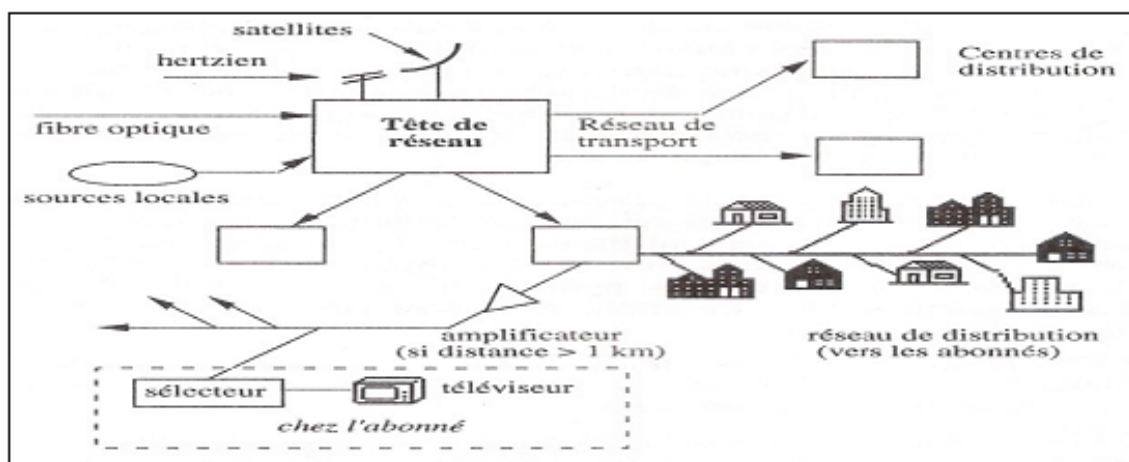 satellites
hertzien
Centres de
distribution
fibre optique
Tête de
réseau
Réseau de
transport
sources locales
amplificateur
(si distance > 1 km)
réseau de distribution
(vers les abonnés)
sélecteur
téléviseur
chez l'abonné